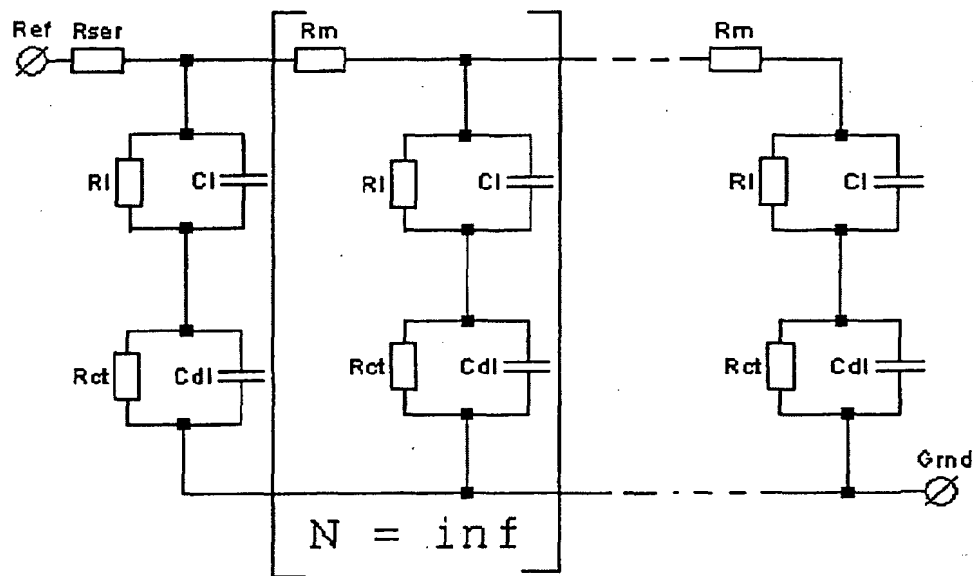 Ref Rser Rm Rm
Rl Cl Rl Cl Rl Cl
Rct Cdl Rct Cdl Rct Cdl
Grnd
N = inf